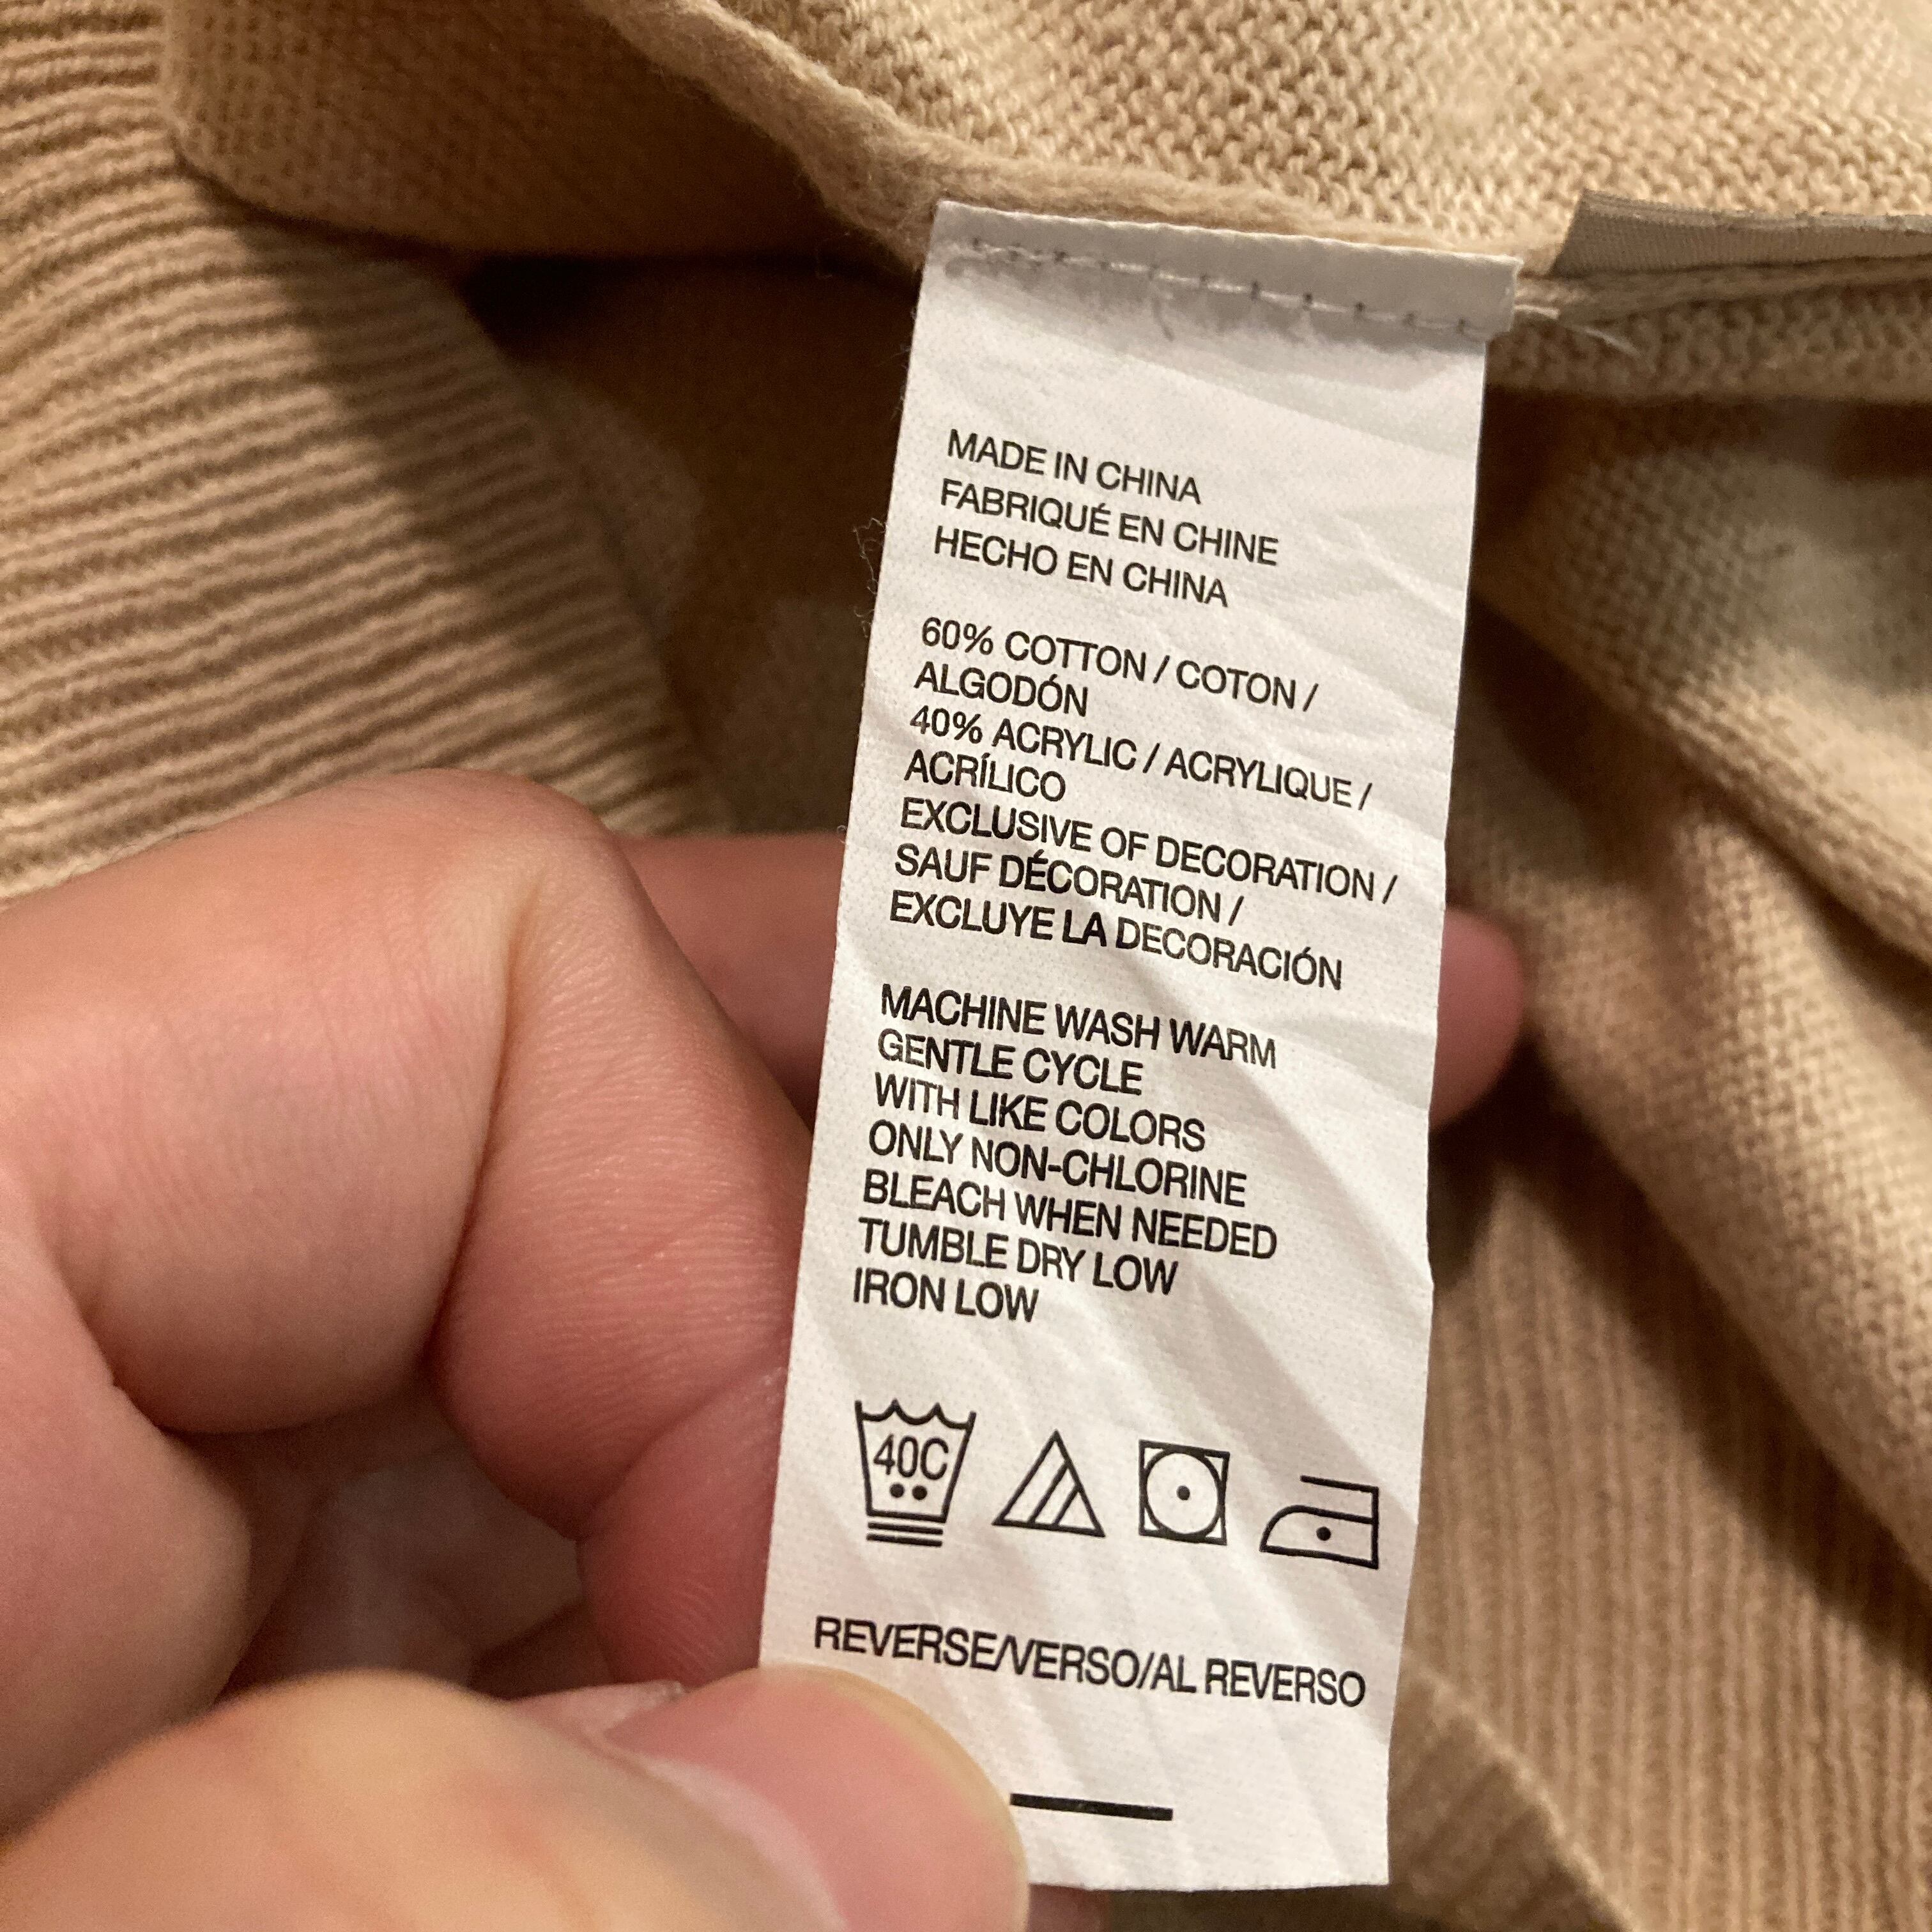 MADE IN CHINA
FABRIQUÉ EN CHINE
HECHO EN CHINA
60% COTTON / COTON /
ALGODÓN
40% ACRYLIC / ACRYLIQUE /
ACRÍLICO
EXCLUSIVE OF DECORATION /
SAUF DÉCORATION /
EXCLUYE LA DECORACIÓN
MACHINE WASH WARM
GENTLE CYCLE
WITH LIKE COLORS
ONLY NON-CHLORINE
BLEACH WHEN NEEDED
TUMBLE DRY LOW
IRON LOW
40C
REVERSE/VERSO/AL REVERSO